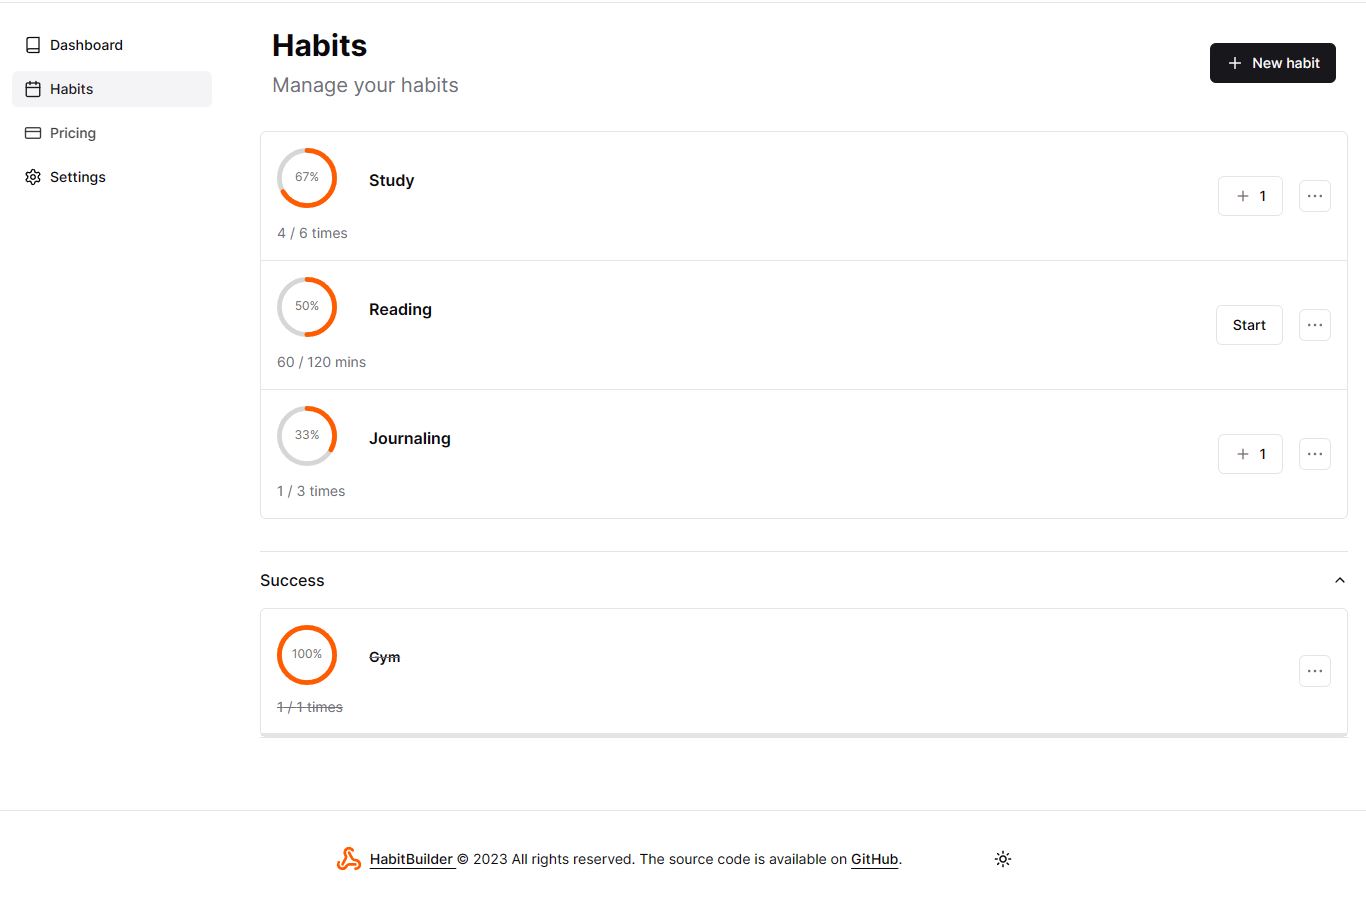 Dashboard
Habits
Pricing
Settings
Habits
Manage your habits
New habit
67%
Study
1
4 / 6 times
50%
Reading
Start
60 / 120 mins
33%
Journaling
1
1 / 3 times
Success
100%
Gym
1 / 1 times
HabitBuilder © 2023 All rights reserved. The source code is available on GitHub.